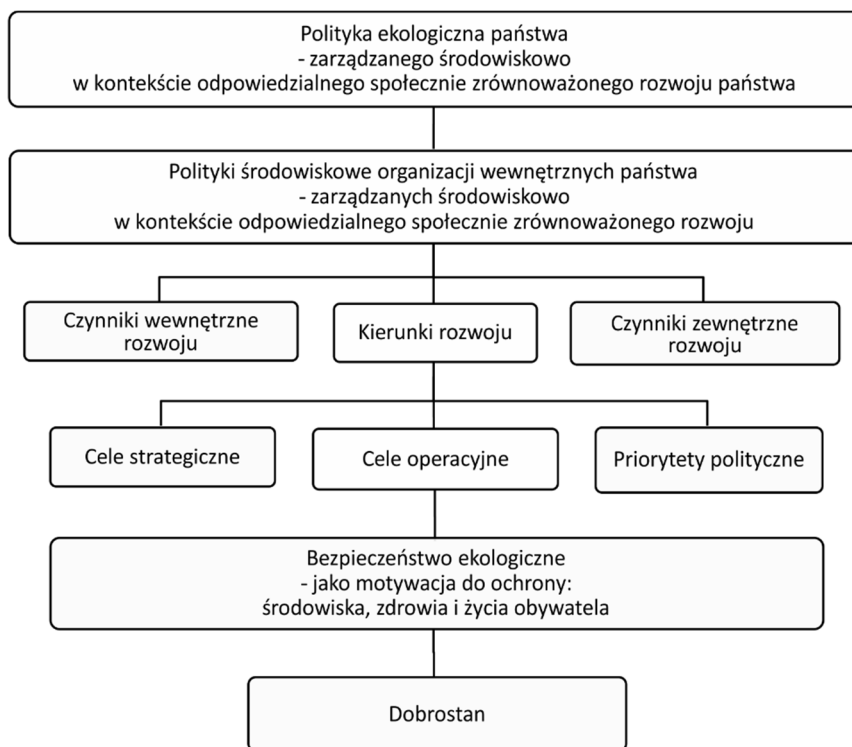 Polityka ekologiczna państwa
- zarządzanego środowiskowo
w kontekście odpowiedzialnego społecznie zrównoważonego rozwoju państwa
Polityki środowiskowe organizacji wewnętrznych państwa
- zarządzanych środowiskowo
w kontekście odpowiedzialnego społecznie zrównoważonego rozwoju
Czynniki wewnętrzne
rozwoju
Kierunki rozwoju
Czynniki zewnętrzne
rozwoju
Cele strategiczne
Cele operacyjne
Priorytety polityczne
Bezpieczeństwo ekologiczne
- jako motywacja do ochrony:
środowiska, zdrowia i życia obywatela
Dobrostan